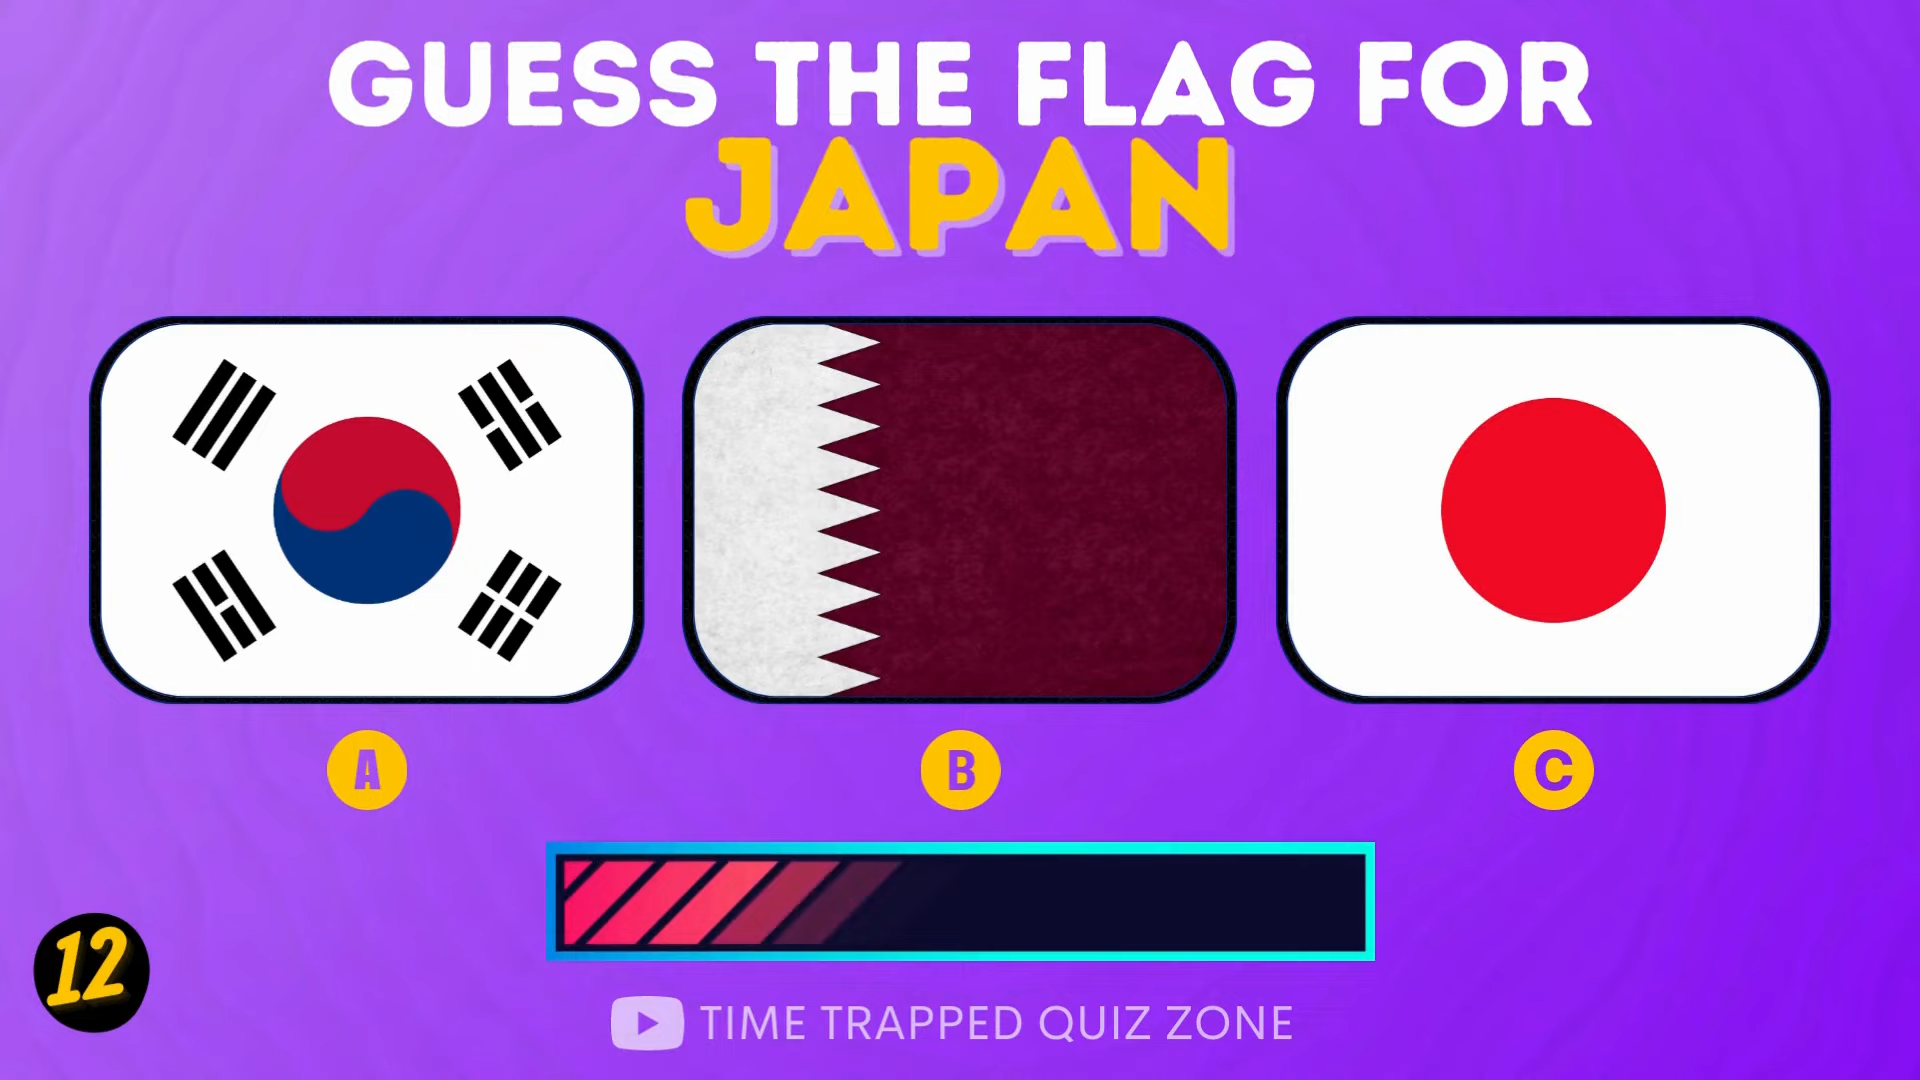 GUESS THE FLAG FOR
JAPAN
A
B
C
12
TIME TRAPPED QUIZ ZONE